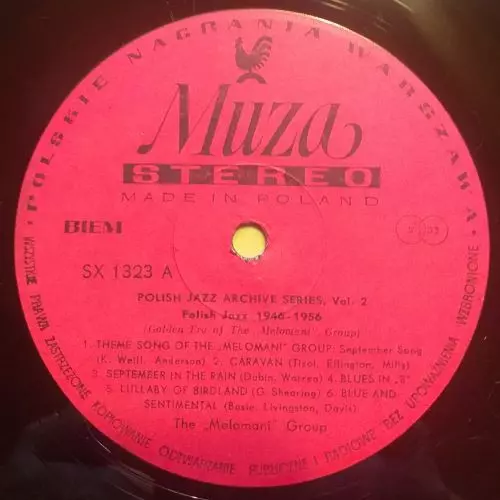 POLSKIE NAGRANIA WARSZAWA
Muza
STEREO
MADE IN POLAND
BIEM
SX 1323 A
POLISH JAZZ ARCHIVE SERIES, Vol. 2
Polish Jazz 1946-1956
(Golden Era of The „Melomani" Group)
1. THEME SONG OF THE „MELOMANI" GROUP: September Song
(K. Weill, Anderson) 2. CARAVAN (Tizol, Ellington, Mills)
3. SEPTEMBER IN THE RAIN (Dubin, Warren) 4. BLUES IN „E"
5. LULLABY OF BIRDLAND (G. Shearing) 6. BLUE AND
SENTIMENTAL (Basie, Livingston, Davis)
The „Melomani" Group
WSZYSTKIE PRAWA ZASTRZEŻONE KOPIOWANIE ODTWARZANIE PUBLICZNE I RADIOWE BEZ UPOWAŻNIENIA WZBRONIONE